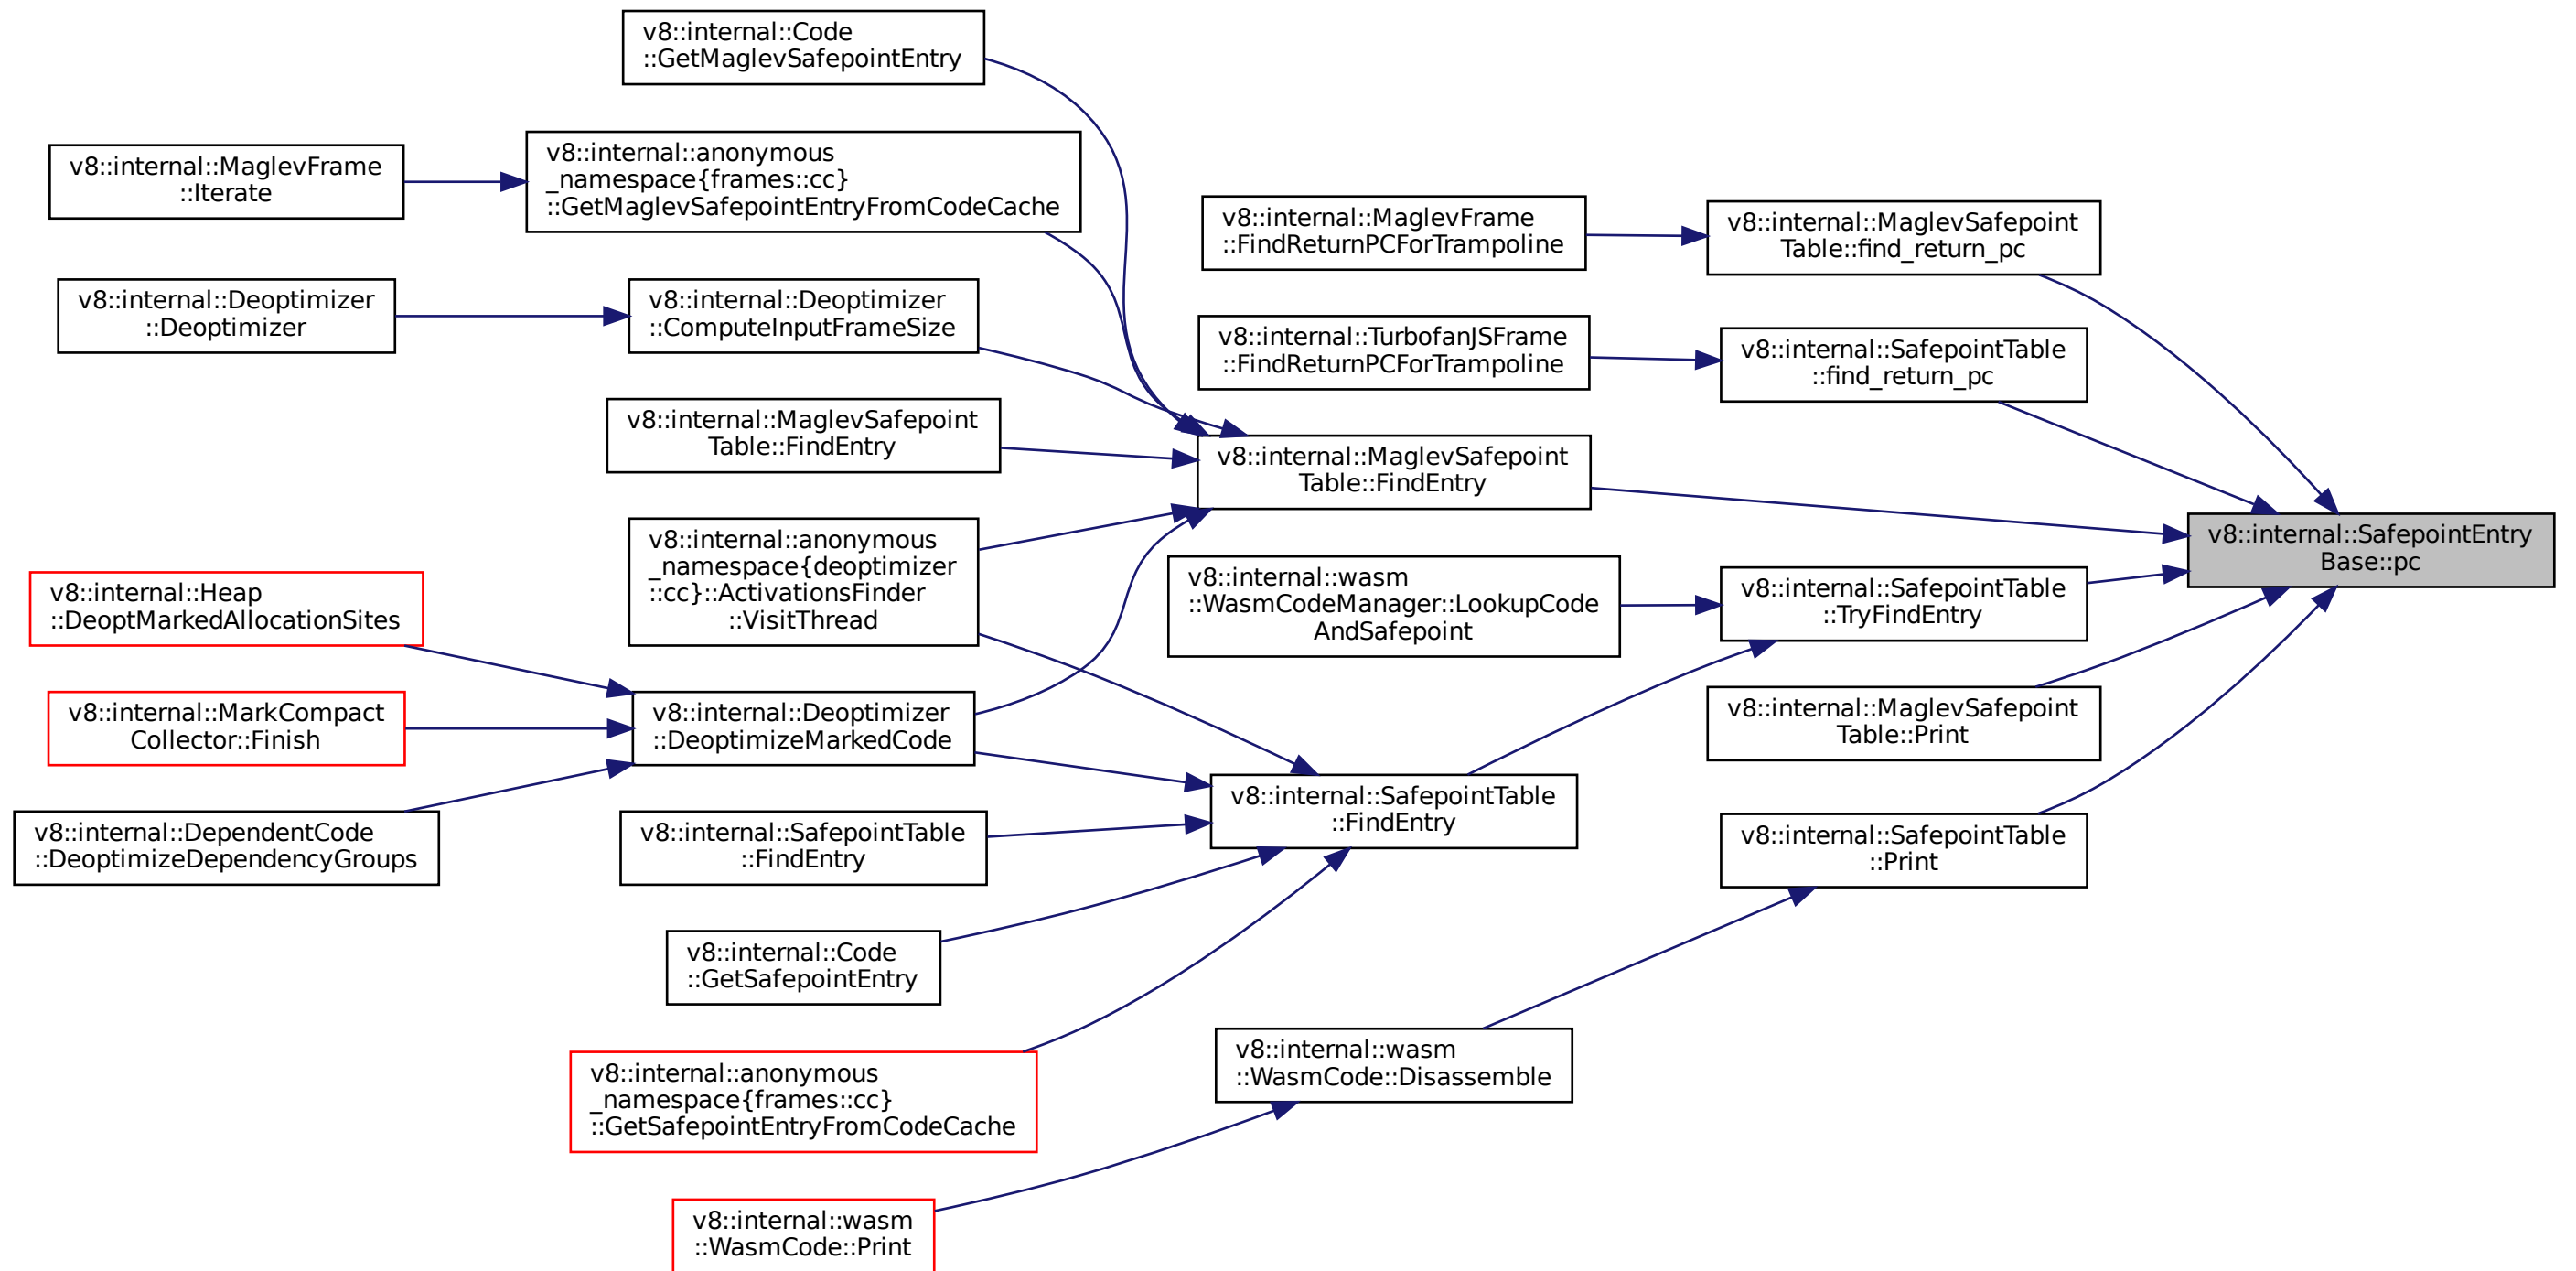 v8::internal::Code
::GetMaglevSafepointEntry
v8::internal::anonymous
_namespace{frames::cc}
::GetMaglevSafepointEntryFromCodeCache
v8::internal::MaglevFrame
::Iterate
v8::internal::MaglevFrame
::FindReturnPCForTrampoline
v8::internal::MaglevSafepoint
Table::find_return_pc
v8::internal::Deoptimizer
::Deoptimizer
v8::internal::Deoptimizer
::ComputeInputFrameSize
v8::internal::TurbofanJSFrame
::FindReturnPCForTrampoline
v8::internal::SafepointTable
::find_return_pc
v8::internal::MaglevSafepoint
Table::FindEntry
v8::internal::MaglevSafepoint
Table::FindEntry
v8::internal::SafepointEntry
Base::pc
v8::internal::anonymous
_namespace{deoptimizer
::cc}::ActivationsFinder
::VisitThread
v8::internal::wasm
::WasmCodeManager::LookupCode
AndSafepoint
v8::internal::SafepointTable
::TryFindEntry
v8::internal::Heap
::DeoptMarkedAllocationSites
v8::internal::MarkCompact
Collector::Finish
v8::internal::Deoptimizer
::DeoptimizeMarkedCode
v8::internal::MaglevSafepoint
Table::Print
v8::internal::SafepointTable
::FindEntry
v8::internal::DependentCode
::DeoptimizeDependencyGroups
v8::internal::SafepointTable
::FindEntry
v8::internal::SafepointTable
::Print
v8::internal::Code
::GetSafepointEntry
v8::internal::wasm
::WasmCode::Disassemble
v8::internal::anonymous
_namespace{frames::cc}
::GetSafepointEntryFromCodeCache
v8::internal::wasm
::WasmCode::Print